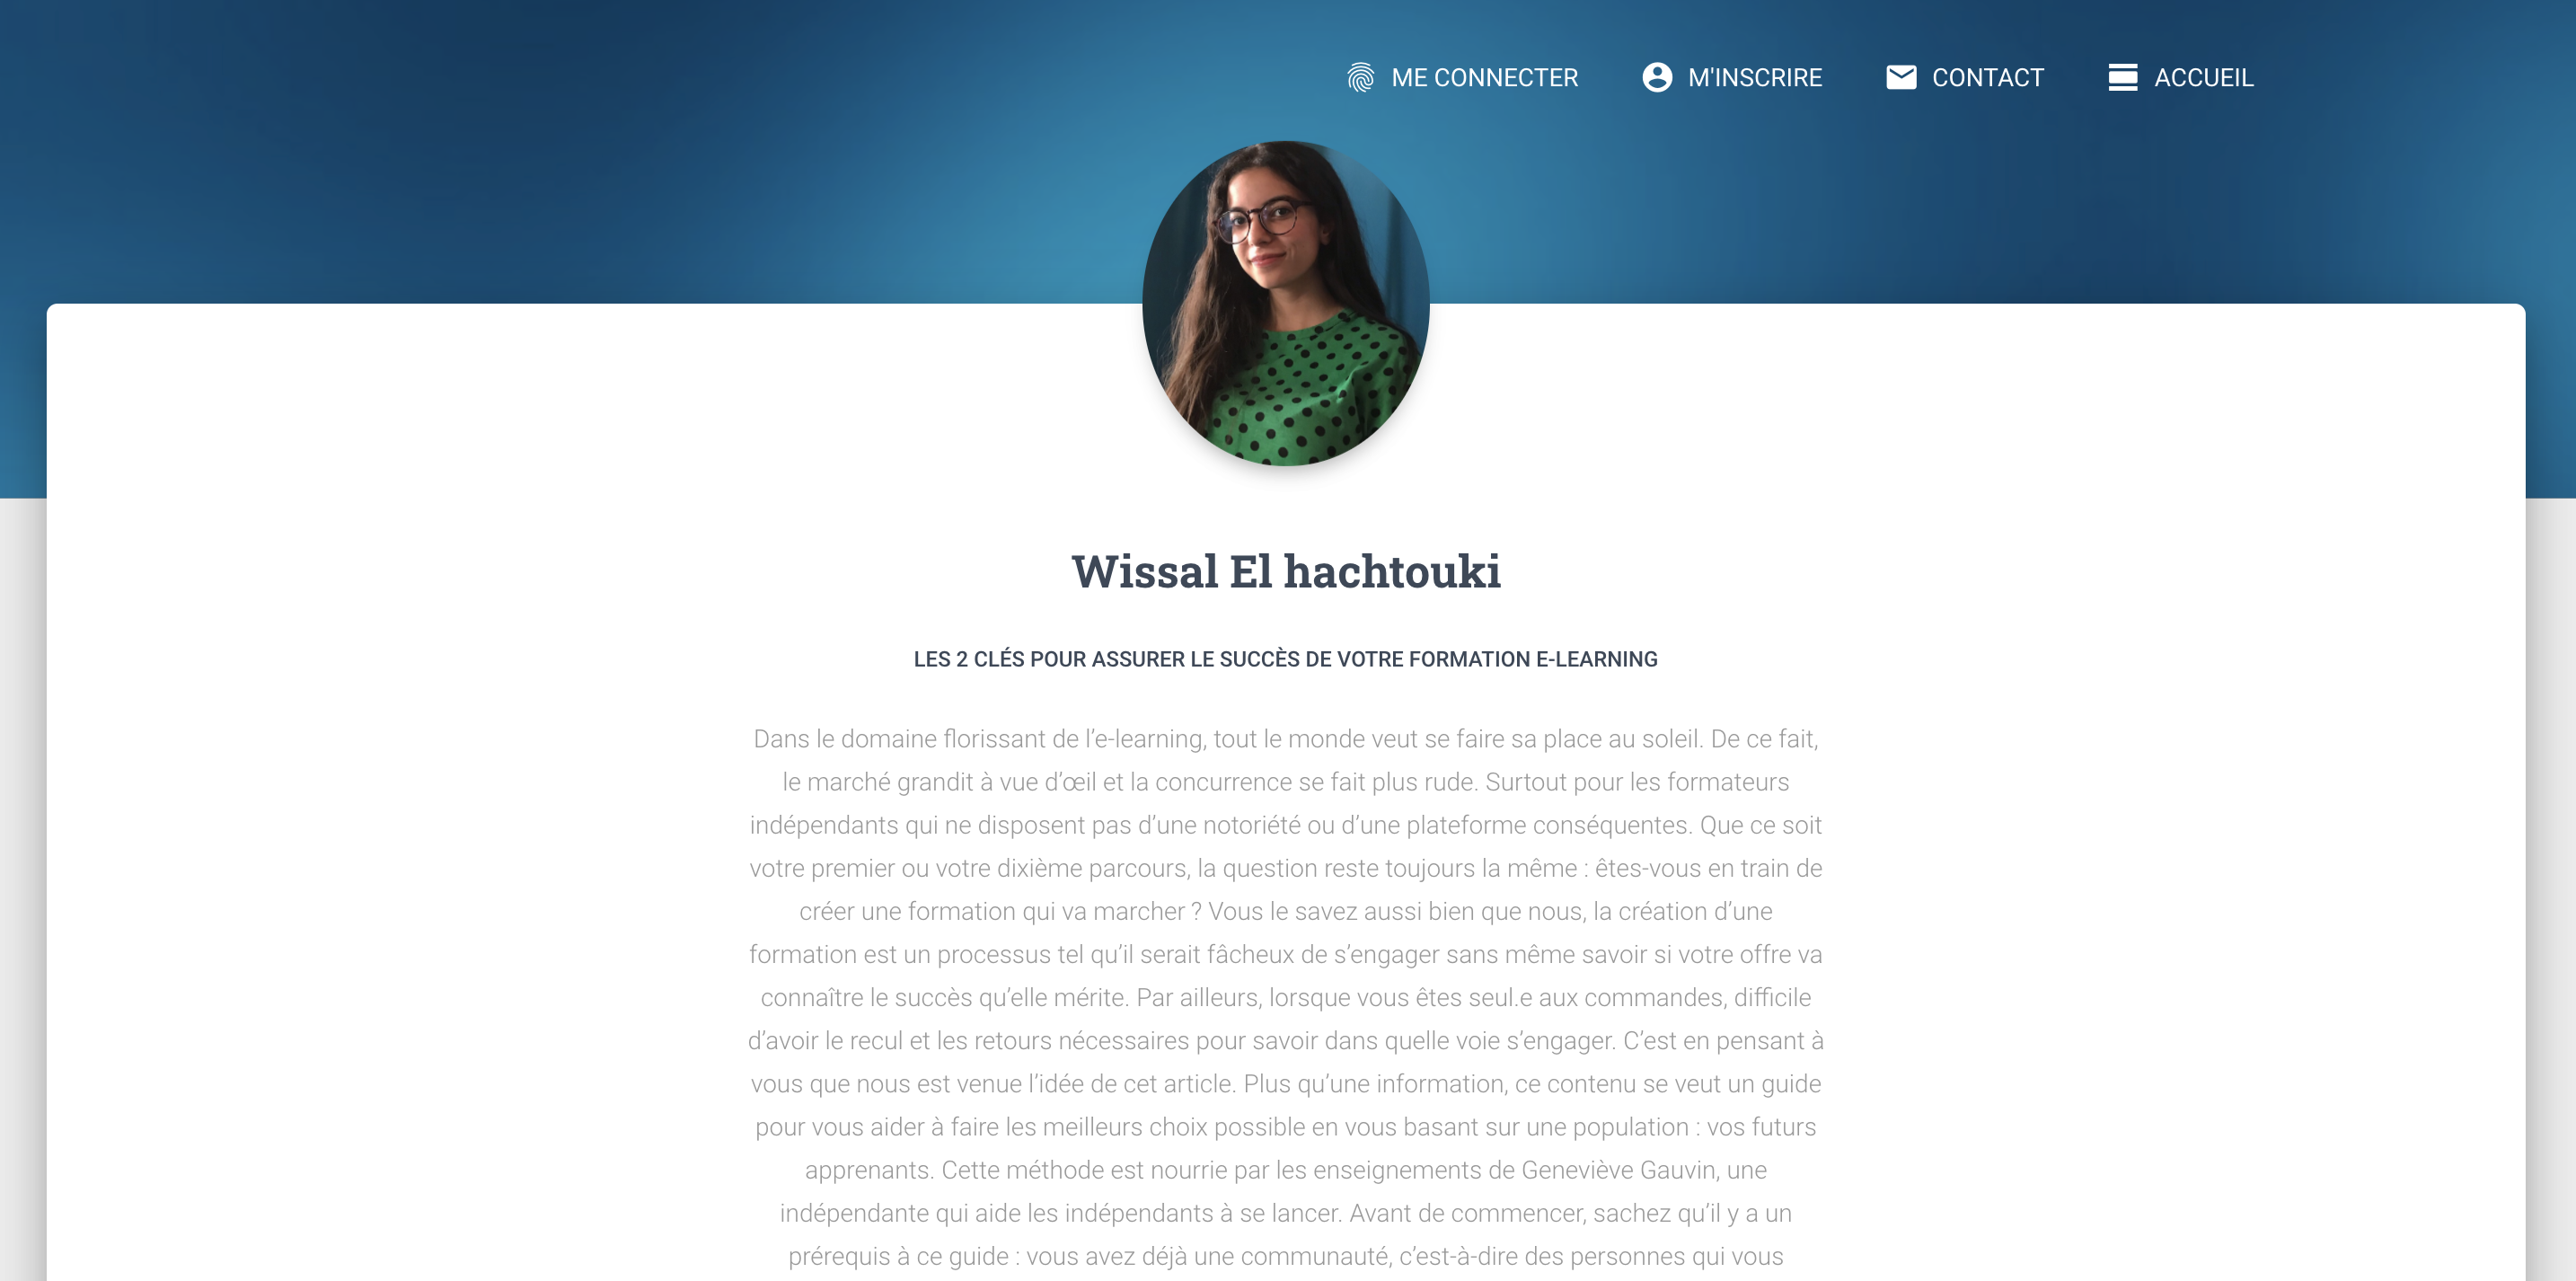 ME CONNECTER M'INSCRIRE CONTACT ACCUEIL
Wissal El hachtouki
LES 2 CLÉS POUR ASSURER LE SUCCÈS DE VOTRE FORMATION E-LEARNING
Dans le domaine florissant de l’e-learning, tout le monde veut se faire sa place au soleil. De ce fait,
le marché grandit à vue d’œil et la concurrence se fait plus rude. Surtout pour les formateurs
indépendants qui ne disposent pas d’une notoriété ou d’une plateforme conséquentes. Que ce soit
votre premier ou votre dixième parcours, la question reste toujours la même : êtes-vous en train de
créer une formation qui va marcher ? Vous le savez aussi bien que nous, la création d’une
formation est un processus tel qu’il serait fâcheux de s’engager sans même savoir si votre offre va
connaître le succès qu’elle mérite. Par ailleurs, lorsque vous êtes seul.e aux commandes, difficile
d’avoir le recul et les retours nécessaires pour savoir dans quelle voie s’engager. C’est en pensant à
vous que nous est venue l’idée de cet article. Plus qu’une information, ce contenu se veut un guide
pour vous aider à faire les meilleurs choix possible en vous basant sur une population : vos futurs
apprenants. Cette méthode est nourrie par les enseignements de Geneviève Gauvin, une
indépendante qui aide les indépendants à se lancer. Avant de commencer, sachez qu’il y a un
prérequis à ce guide : vous avez déjà une communauté, c’est-à-dire des personnes qui vous